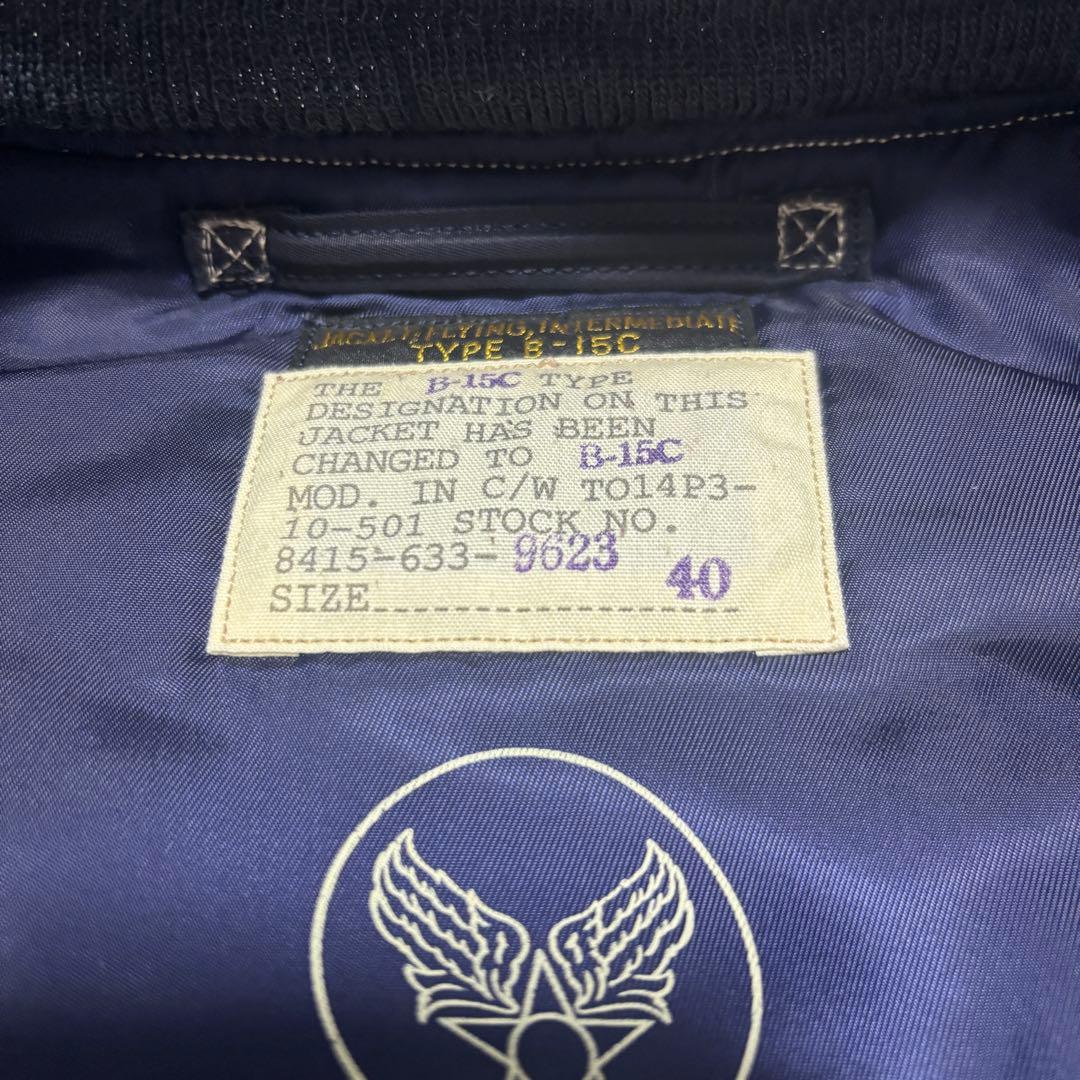 JACKET, FLYING, INTERMEDIATE
TYPE B-15C
THE B-15C TYPE
DESIGNATION ON THIS
JACKET HAS BEEN
CHANGED TO B-15C
MOD. IN C/W TO14P3-
10-501 STOCK NO.
8415-633-9623
SIZE 40